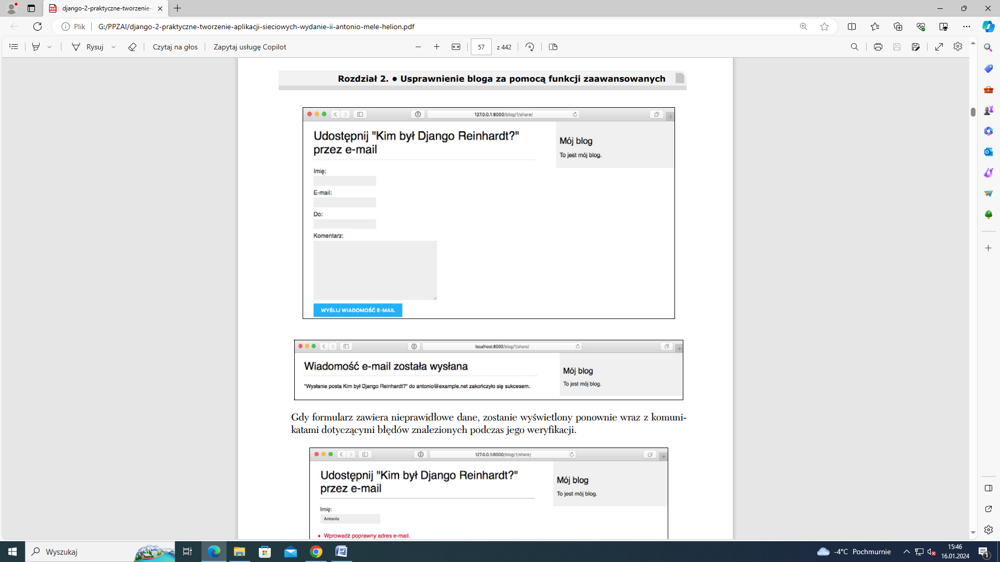 django-2-praktyczne-tworzenie-
Plik
G:/PPZAI/django-2-praktyczne-tworzenie-aplikacji-sieciowych-wydanie-ii-antonio-mele-helion.pdf
Rysuj
Czytaj na głos
Zapytaj usługę Copilot
57
z 442
Rozdział 2. ● Usprawnienie bloga za pomocą funkcji zaawansowanych
127.0.0.1:8000/blog/1/share/
Udostępnij "Kim był Django Reinhardt?"
przez e-mail
Mój blog
To jest mój blog.
Imię:
E-mail:
Do:
Komentarz:
WYŚLIJ WIADOMOŚĆ E-MAIL
localhost:8000/blog/1/share/
Wiadomość e-mail została wysłana
"Wysłanie posta Kim był Django Reinhardt?" do antonio@example.net zakończyło się sukcesem.
Mój blog
To jest mój blog.
Gdy formularz zawiera nieprawidłowe dane, zostanie wyświetlony ponownie wraz z komuni-
katami dotyczącymi błędów znalezionych podczas jego weryfikacji.
127.0.0.1:8000/blog/1/share/
Udostępnij "Kim był Django Reinhardt?"
przez e-mail
Mój blog
To jest mój blog.
Imię:
Antonio
• Wprowadź poprawny adres e-mail.
Wyszukaj
-4°C Pochmurnie
15:46
16.01.2024
1